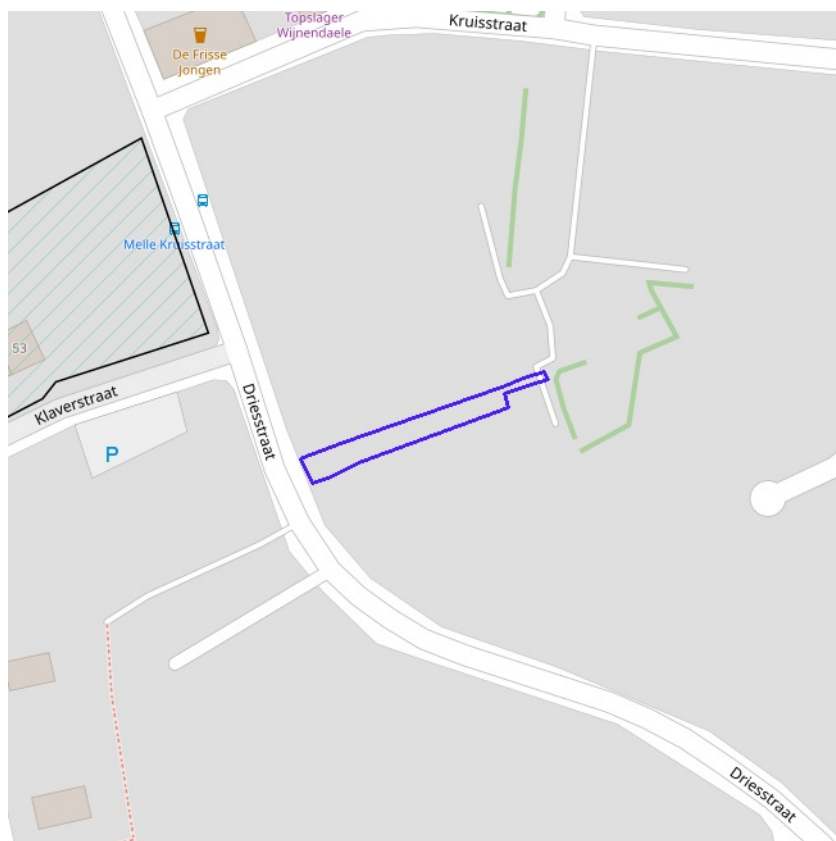 Kruisstraat
Topslager
Wijnendaele
De Frisse
Jongen
Melle Kruisstraat
53
Klaverstraat
Driesstraat
P
Driesstraat